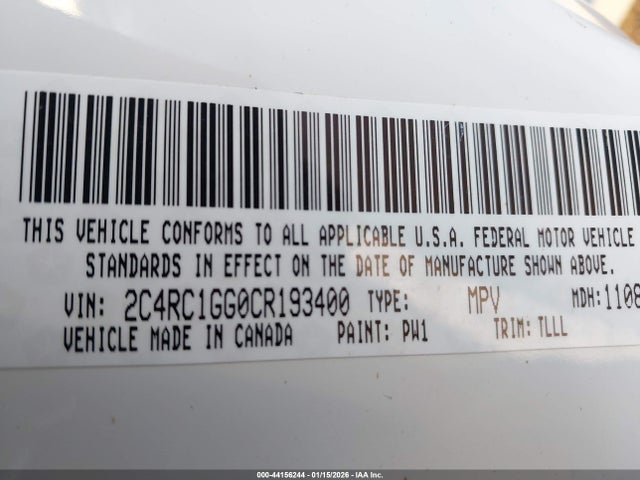 THIS VEHICLE CONFORMS TO ALL APPLICABLE U.S.A. FEDERAL MOTOR VEHICLE
STANDARDS IN EFFECT ON THE DATE OF MANUFACTURE SHOWN ABOVE.
VIN: 2C4RC1GG0CR193400 TYPE: MPV MDH: 1108
VEHICLE MADE IN CANADA PAINT: PW1 TRIM: TLLL
000-44156244 - 01/15/2026 - IAA Inc.